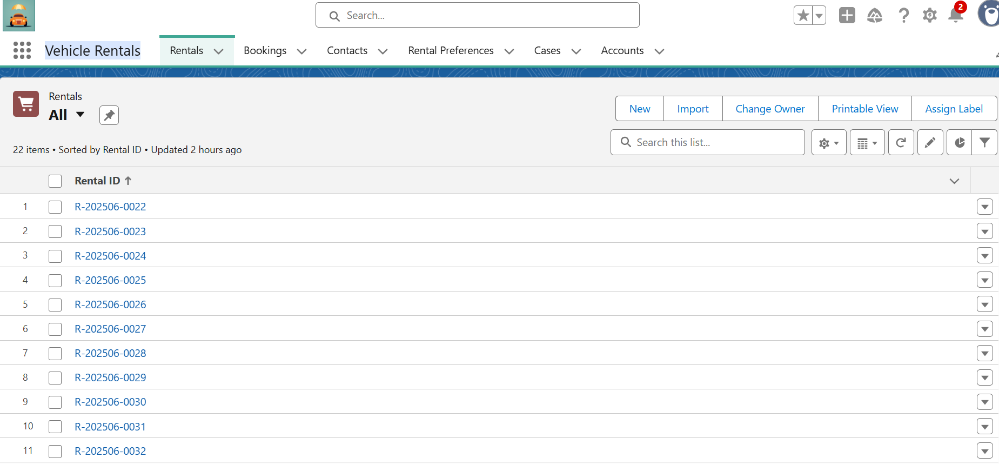 Search...
2
Vehicle Rentals
Rentals
Bookings
Contacts
Rental Preferences
Cases
Accounts
Rentals
All
New
Import
Change Owner
Printable View
Assign Label
22 items • Sorted by Rental ID • Updated 2 hours ago
Search this list...
Rental ID
1 R-202506-0022
2 R-202506-0023
3 R-202506-0024
4 R-202506-0025
5 R-202506-0026
6 R-202506-0027
7 R-202506-0028
8 R-202506-0029
9 R-202506-0030
10 R-202506-0031
11 R-202506-0032